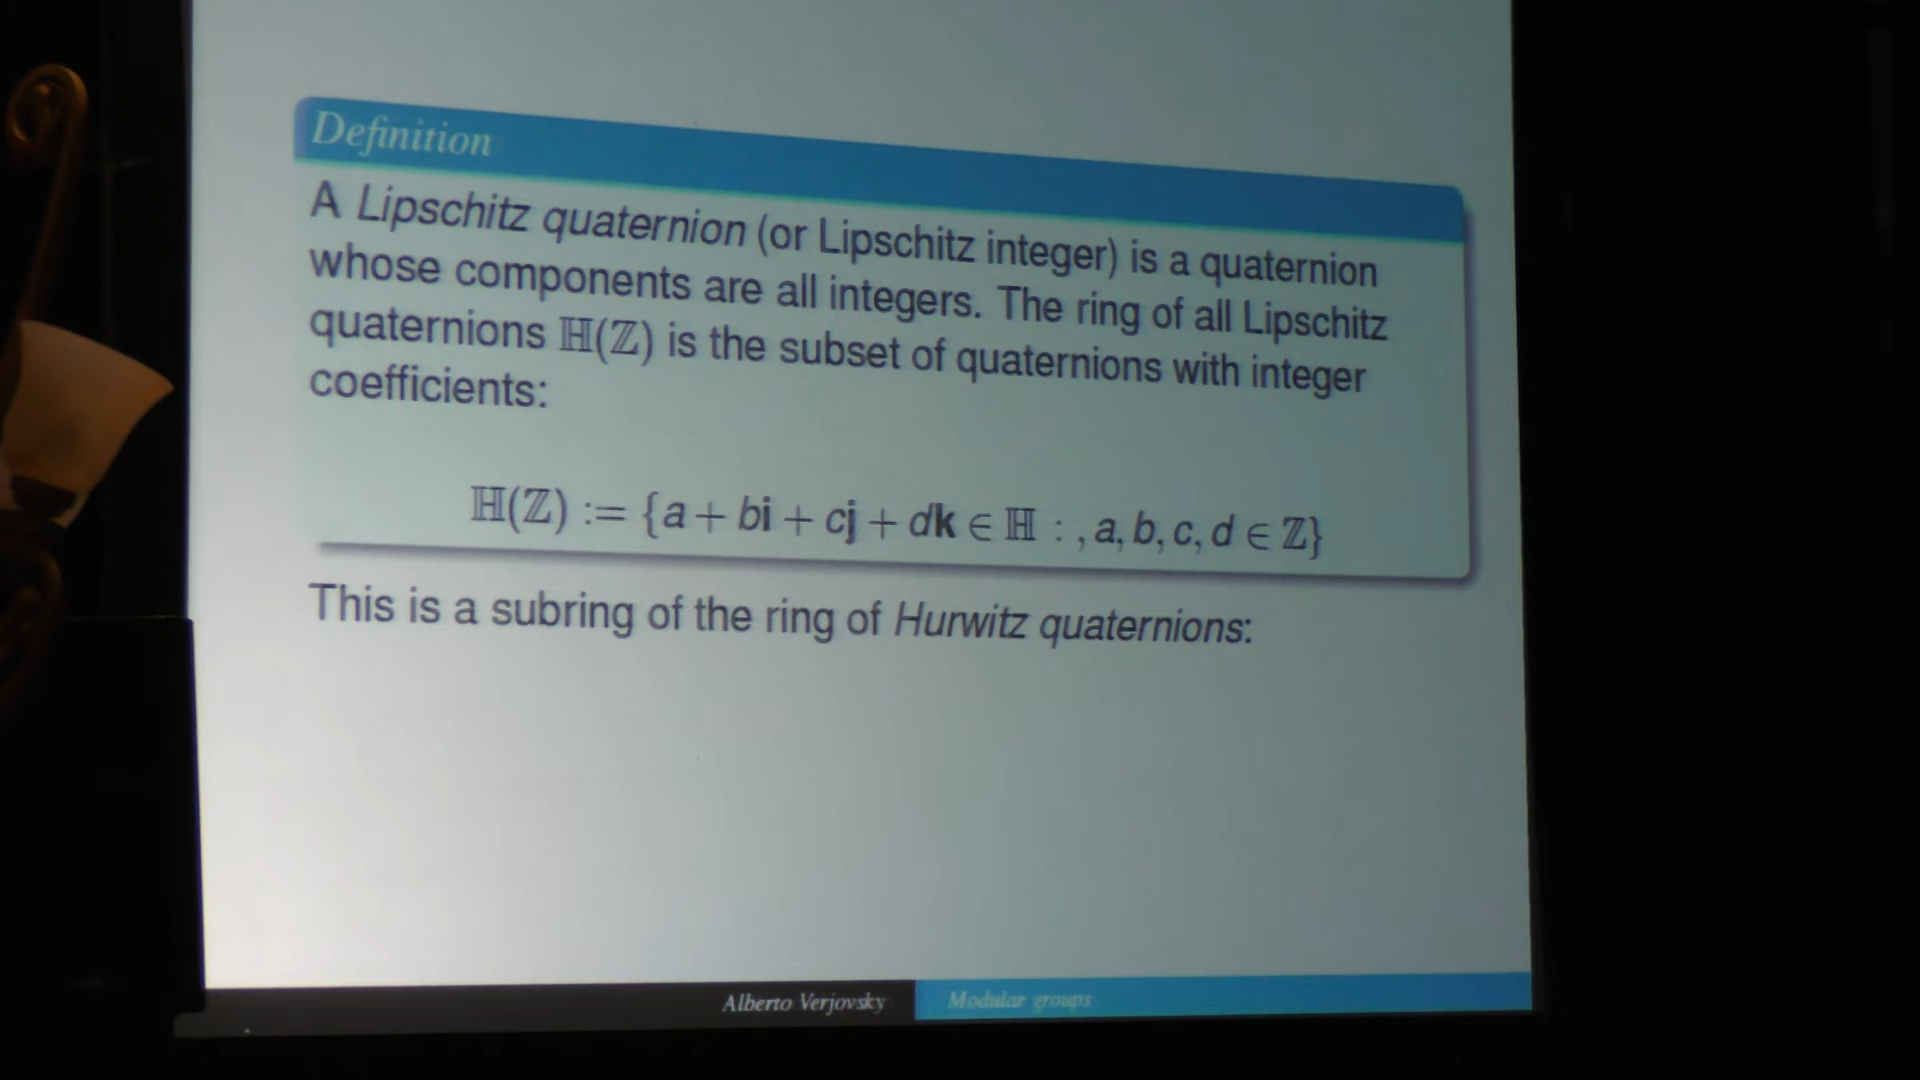 Definition
A Lipschitz quaternion (or Lipschitz integer) is a quaternion
whose components are all integers. The ring of all Lipschitz
quaternions ℍ(ℤ) is the subset of quaternions with integer
coefficients:
ℍ(ℤ) := {a + bi + cj + dk ∈ ℍ : , a, b, c, d ∈ ℤ}
This is a subring of the ring of Hurwitz quaternions:
Alberto Verjovsky Modular groups